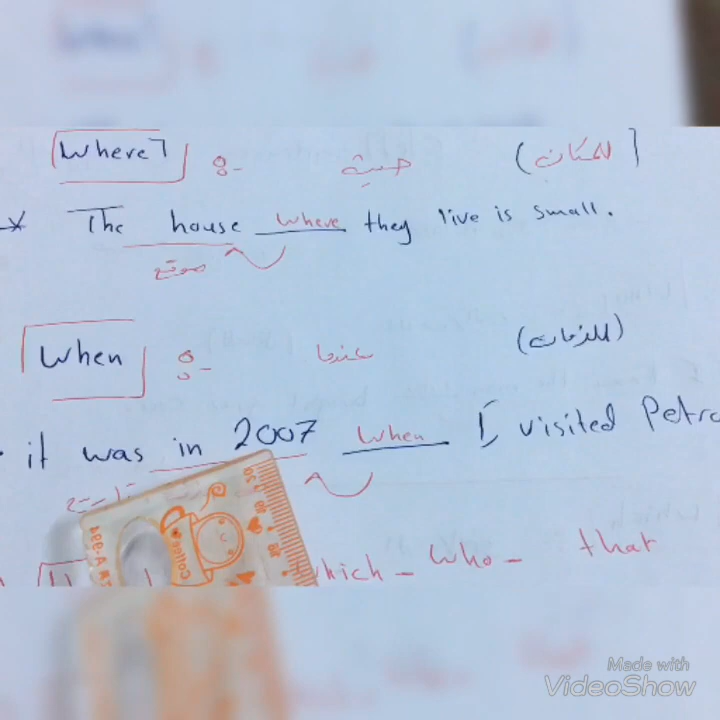 Where :- حيث (للمكان)
* The house where they live is small.
موقع
When :- عندما (للزمان)
it was in 2007 when I visited Petra
which - who - that
Made with
VideoShow